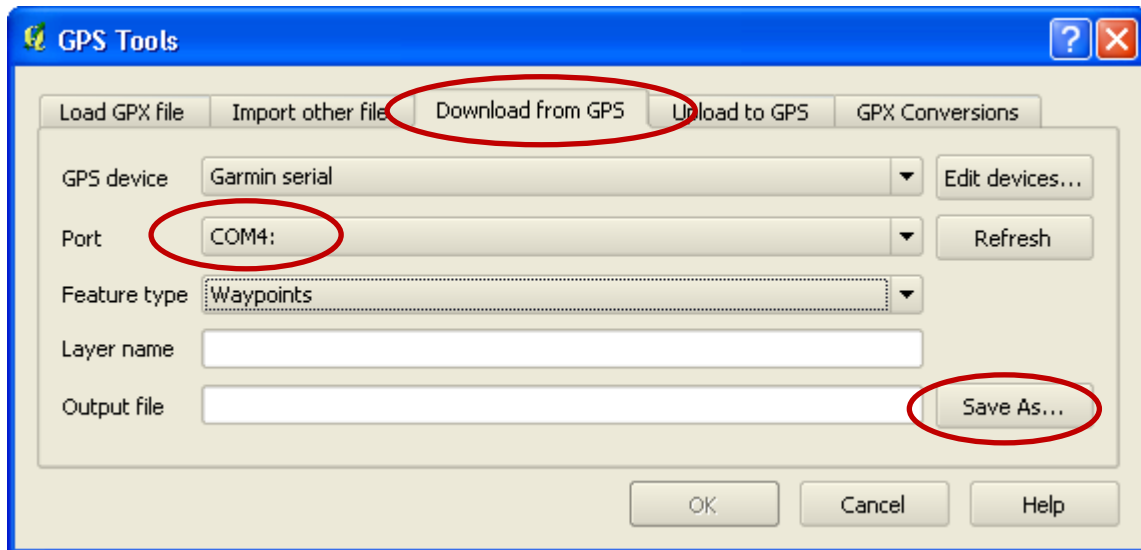 GPS Tools
Load GPX file Import other file Download from GPS Upload to GPS GPX Conversions
GPS device Garmin serial Edit devices...
Port COM4: Refresh
Feature type Waypoints
Layer name
Output file Save As...
OK Cancel Help